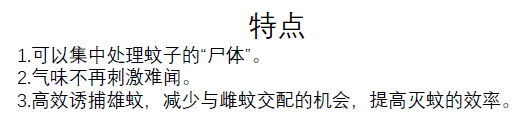 特点
1.可以集中处理蚊子的“尸体”。
2.气味不再刺激难闻。
3.高效诱捕雄蚊，减少与雌蚊交配的机会，提高灭蚊的效率。